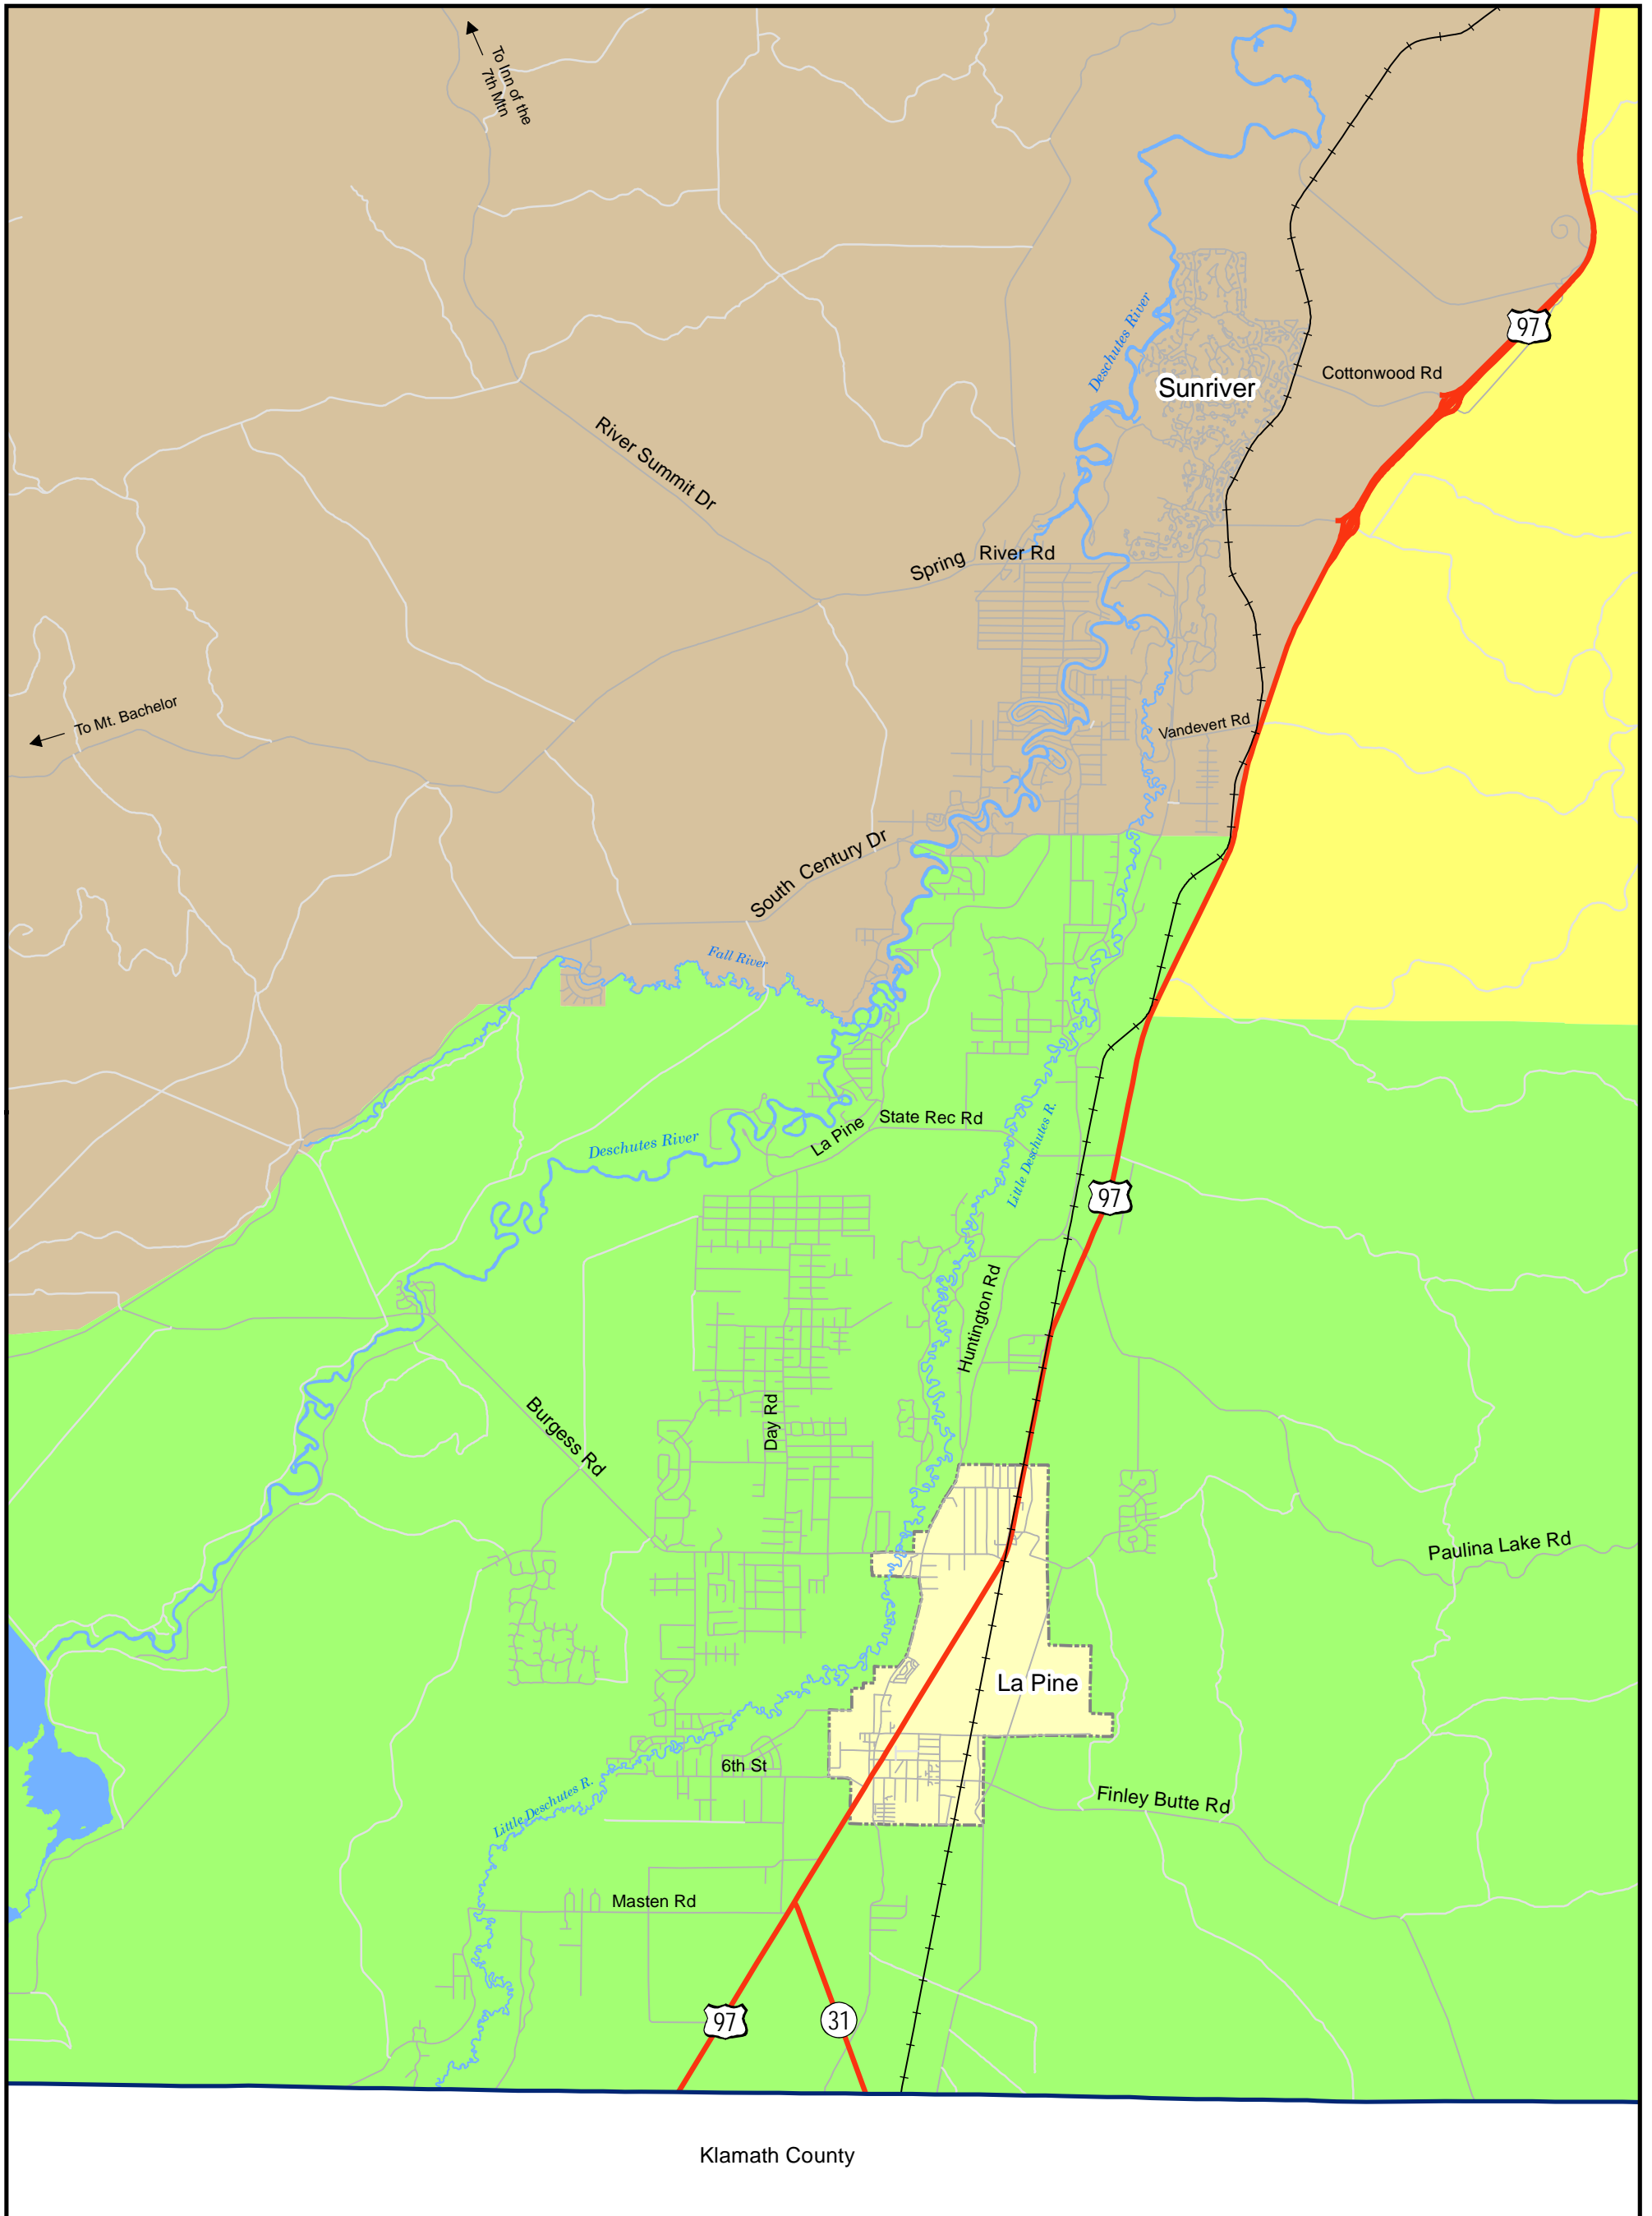 To Inn of the
7th Mtn
Deschutes River
97
Cottonwood Rd
Sunriver
River Summit Dr
Spring River Rd
To Mt. Bachelor
Vandevert Rd
South Century Dr
Fall River
State Rec Rd
La Pine
Deschutes River
Little Deschutes R.
97
Huntington Rd
Day Rd
Burgess Rd
Paulina Lake Rd
La Pine
6th St
Little Deschutes R.
Finley Butte Rd
Masten Rd
97
31
Klamath County